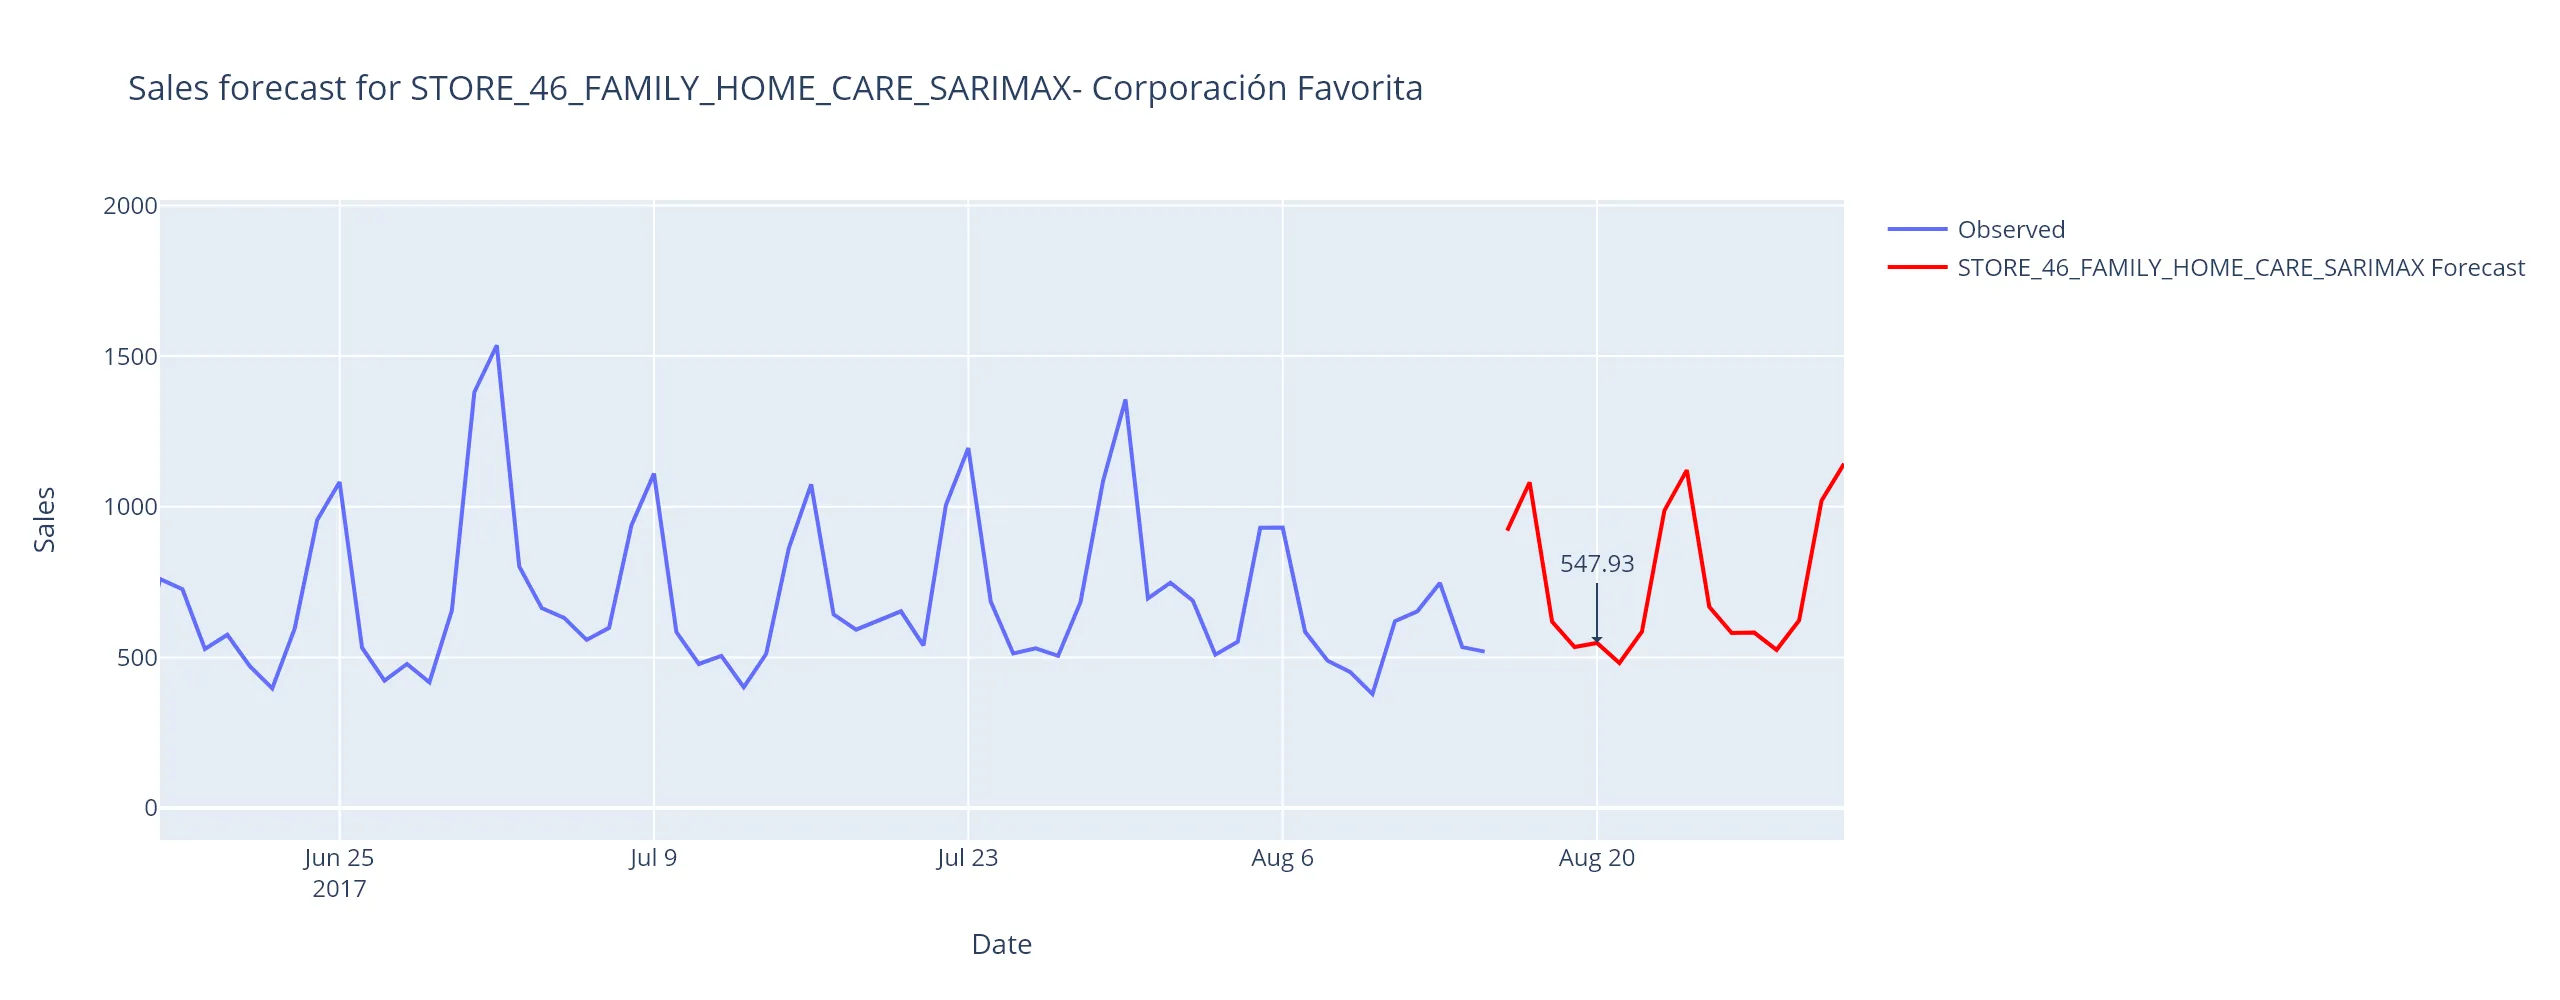 Sales forecast for STORE_46_FAMILY_HOME_CARE_SARIMAX- Corporación Favorita
2000
1500
1000
500
0
Sales
547.93
Jun 25
2017
Jul 9
Jul 23
Aug 6
Aug 20
Date
Observed
STORE_46_FAMILY_HOME_CARE_SARIMAX Forecast